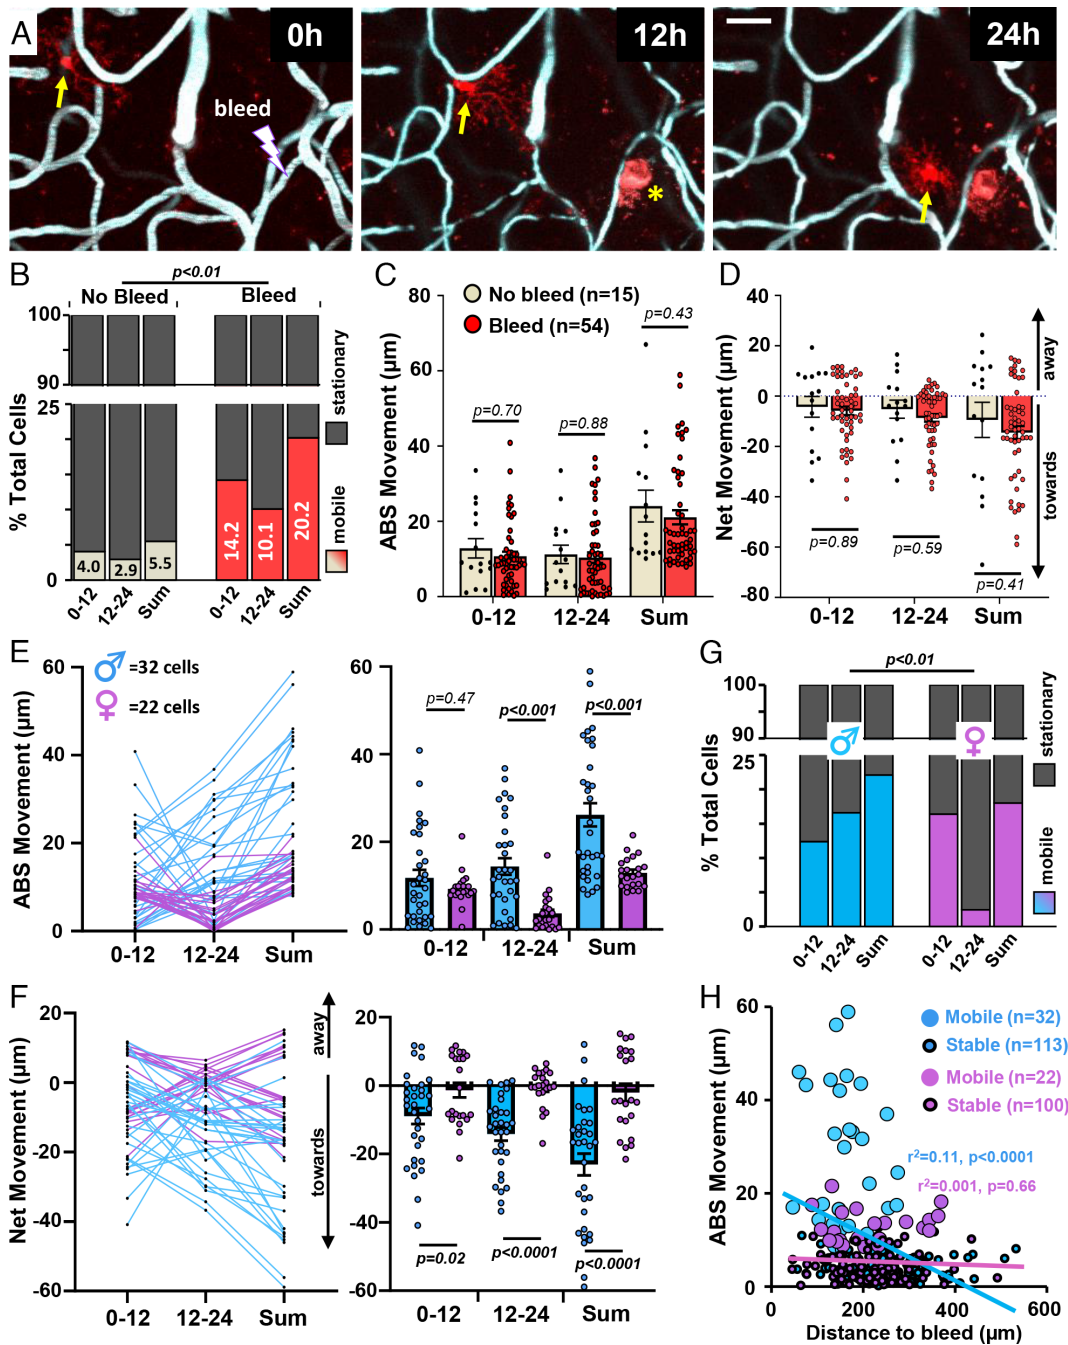 A
0h
12h
24h
bleed
*
B
p<0.01
No Bleed
Bleed
100
90
25
0
% Total Cells
4.0
2.9
5.5
14.2
10.1
20.2
0-12
12-24
Sum
0-12
12-24
Sum
stationary
mobile
C
No bleed (n=15)
Bleed (n=54)
ABS Movement (µm)
80
60
40
20
0
p=0.70
p=0.88
p=0.43
0-12
12-24
Sum
D
Net Movement (µm)
40
20
0
-20
-40
-60
-80
away
towards
p=0.89
p=0.59
p=0.41
0-12
12-24
Sum
E
♂ =32 cells
♀ =22 cells
ABS Movement (µm)
60
40
20
0
0-12
12-24
Sum
60
40
20
0
p=0.47
p<0.001
p<0.001
0-12
12-24
Sum
G
p<0.01
100
90
25
0
% Total Cells
♂
♀
0-12
12-24
Sum
0-12
12-24
Sum
stationary
mobile
F
Net Movement (µm)
20
0
-20
-40
-60
away
towards
0-12
12-24
Sum
20
0
-20
-40
-60
p=0.02
p<0.0001
p<0.0001
0-12
12-24
Sum
H
ABS Movement (µm)
60
40
20
0
Mobile (n=32)
Stable (n=113)
Mobile (n=22)
Stable (n=100)
r²=0.11, p<0.0001
r²=0.001, p=0.66
0
200
400
600
Distance to bleed (µm)